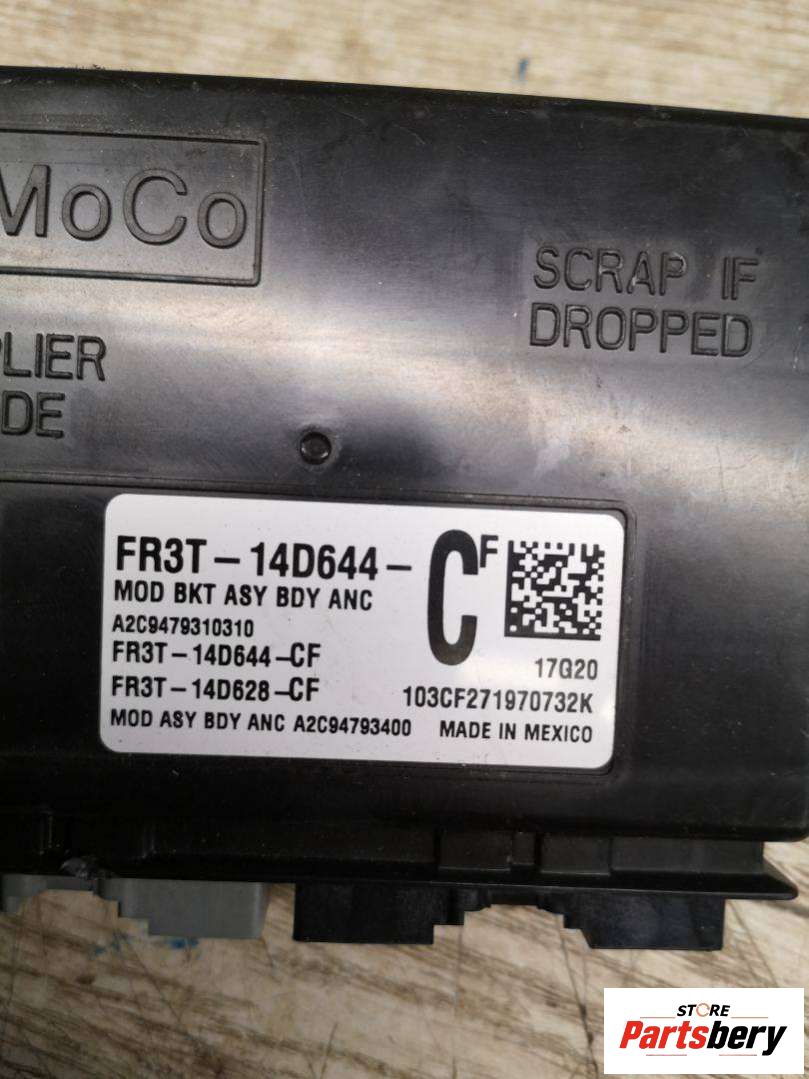 MoCo
SCRAP IF
DROPPED
PLIER
DE
FR3T-14D644-CF
MOD BKT ASY BDY ANC
A2C9479310310
FR3T-14D644-CF
17G20
FR3T-14D628-CF
103CF271970732K
MOD ASY BDY ANC A2C94793400
MADE IN MEXICO
STORE
Partsbery